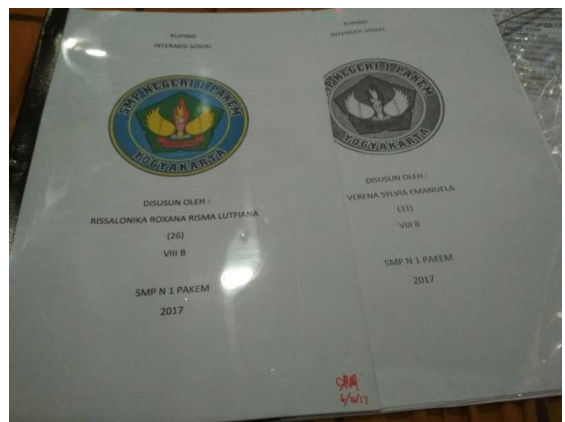 KLIPING
INTERAKSI SOSIAL
SMP NEGERI 1 PAKEM
YOGYAKARTA
DISUSUN OLEH :
RISSALONIKA ROXANA RISMA LUTFIANA
(26)
VIII B
SMP N 1 PAKEM
2017
KLIPING
INTERAKSI SOSIAL
SMP NEGERI 1 PAKEM
YOGYAKARTA
DISUSUN OLEH :
VERENA SYLVIA EMANUELA
(31)
VIII B
SMP N 1 PAKEM
2017